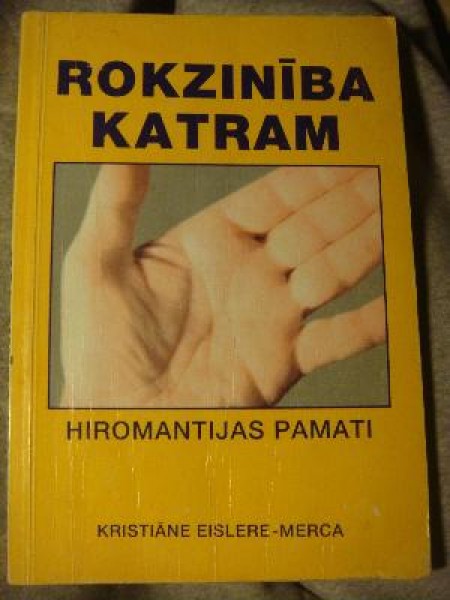 ROKZINĪBA
KATRAM
HIROMANTIJAS PAMATI
KRISTIĀNE EISLERE-MERCA